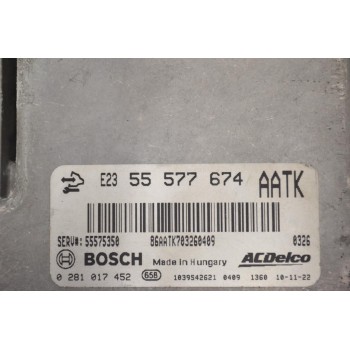 E23 55 577 674 AATK
SERV#: 55575350 B6AATK703260409 0326
BOSCH Made in Hungary ACDelco
0 281 017 452 65B 1039S42621 0409 1360 10-11-22